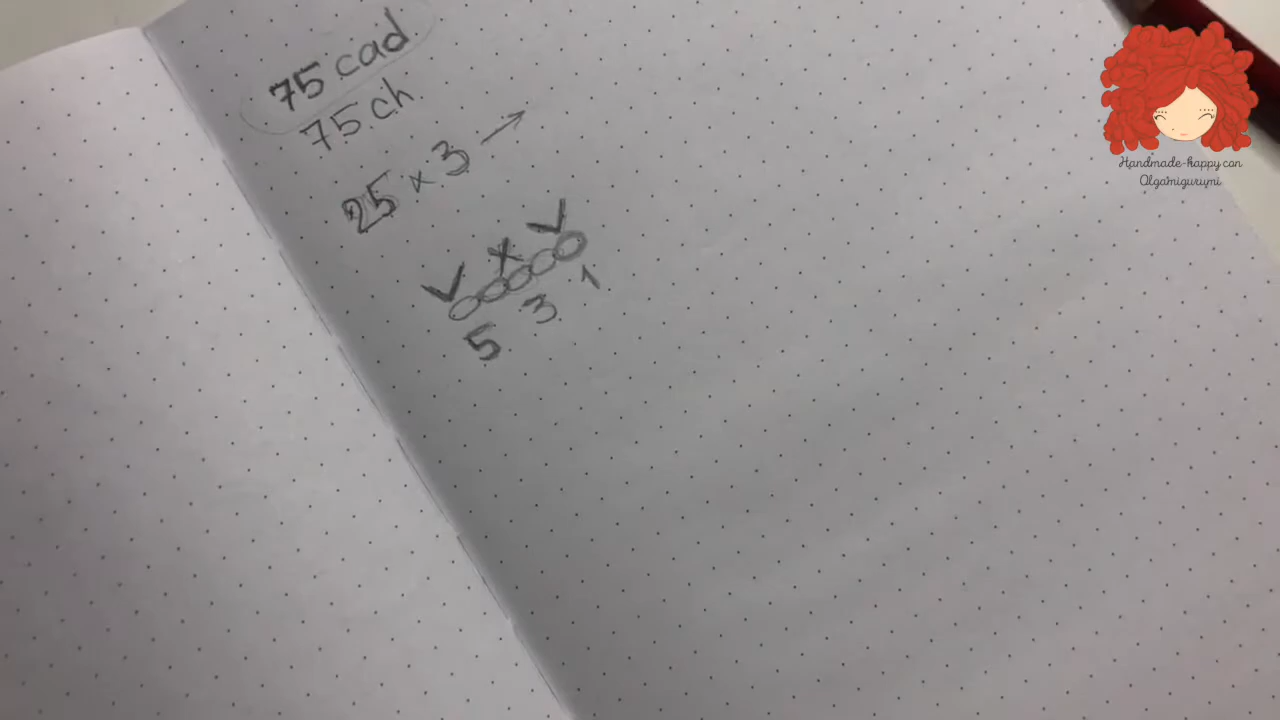 75 cad
75 ch
25 x 3 →
5 3 1
Handmade-happy con
Olgamigurumi